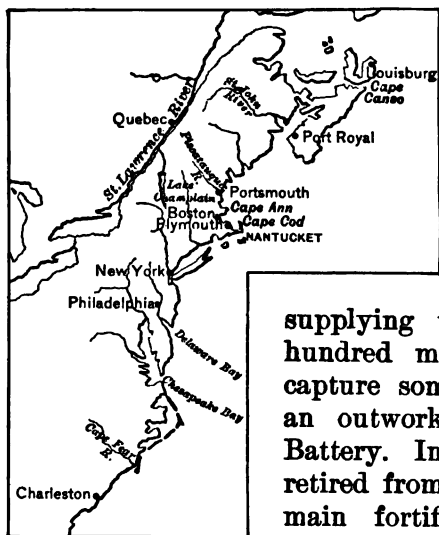 Louisburg
Cape
Canso
St. John
River
Quebec
St. Lawrence River
Port Royal
Piscataqua
R.
Lake
Champlain
Portsmouth
Cape Ann
Boston
Cape Cod
Plymouth
NANTUCKET
New York
Philadelphia
Delaware Bay
Chesapeake Bay
Cape Fear
R.
Charleston
supplying
hundred m
capture son
an outwork
Battery. In
retired from
main fortif